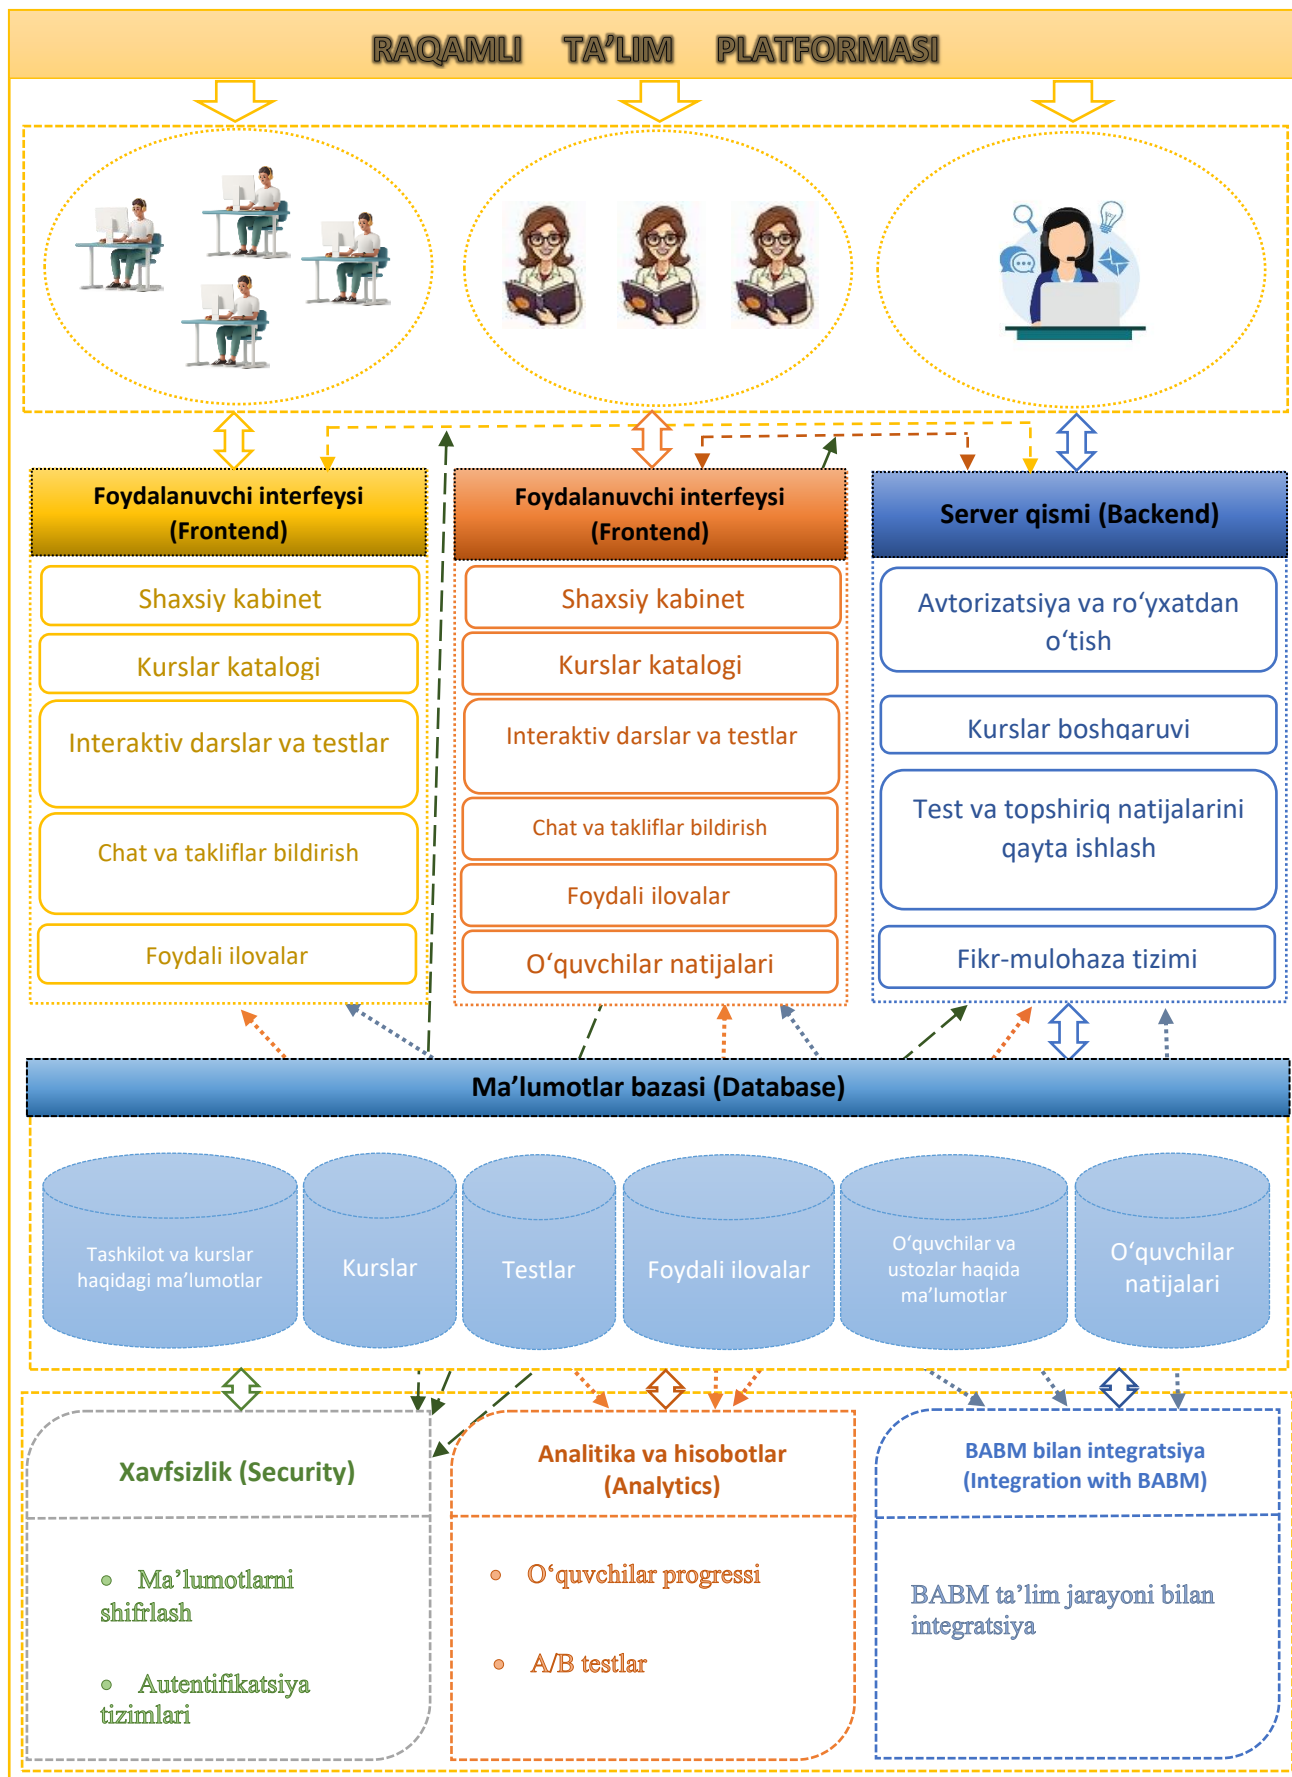 RAQAMLI TA’LIM PLATFORMASI
Foydalanuvchi interfeysi
(Frontend)
Shaxsiy kabinet
Kurslar katalogi
Interaktiv darslar va testlar
Chat va takliflar bildirish
Foydali ilovalar
Foydalanuvchi interfeysi
(Frontend)
Shaxsiy kabinet
Kurslar katalogi
Interaktiv darslar va testlar
Chat va takliflar bildirish
Foydali ilovalar
O‘quvchilar natijalari
Server qismi (Backend)
Avtorizatsiya va ro‘yxatdan
o‘tish
Kurslar boshqaruvi
Test va topshiriq natijalarini
qayta ishlash
Fikr-mulohaza tizimi
Ma’lumotlar bazasi (Database)
Tashkilot va kurslar
haqidagi ma’lumotlar
Kurslar
Testlar
Foydali ilovalar
O‘quvchilar va
ustozlar haqida
ma’lumotlar
O‘quvchilar
natijalari
Xavfsizlik (Security)
• Ma’lumotlarni
shifrlash
• Autentifikatsiya
tizimlari
Analitika va hisobotlar
(Analytics)
• O‘quvchilar progressi
• A/B testlar
BABM bilan integratsiya
(Integration with BABM)
BABM ta’lim jarayoni bilan
integratsiya